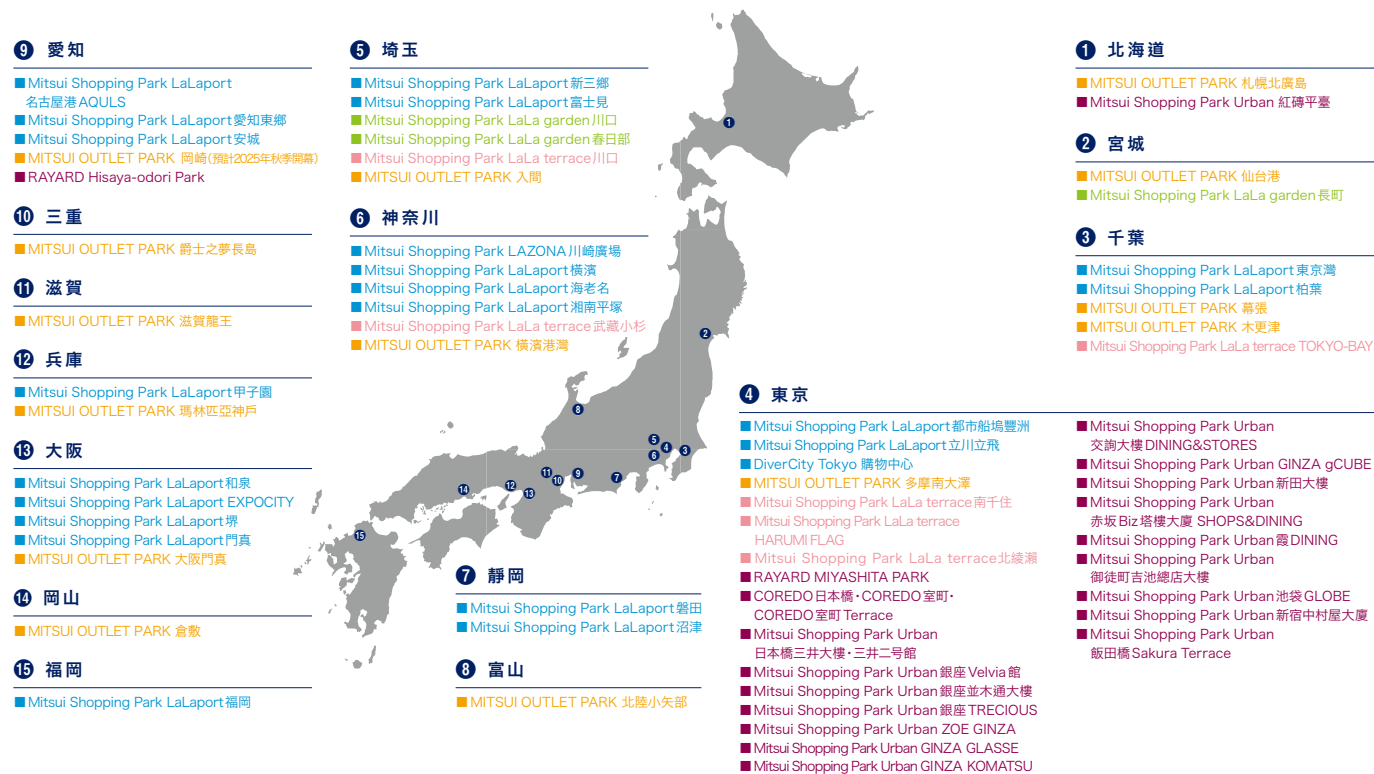 9 愛知
■Mitsui Shopping Park LaLaport
名古屋港AQULS
■Mitsui Shopping Park LaLaport愛知東鄉
■Mitsui Shopping Park LaLaport安城
■MITSUI OUTLET PARK 岡崎(預計2025年秋季開幕)
■RAYARD Hisaya-odori Park
10 三重
■MITSUI OUTLET PARK 爵士之夢長島
11 滋賀
■MITSUI OUTLET PARK 滋賀龍王
12 兵庫
■Mitsui Shopping Park LaLaport甲子園
■MITSUI OUTLET PARK 瑪林匹亞神戶
13 大阪
■Mitsui Shopping Park LaLaport和泉
■Mitsui Shopping Park LaLaport EXPOCITY
■Mitsui Shopping Park LaLaport堺
■Mitsui Shopping Park LaLaport門真
■MITSUI OUTLET PARK 大阪門真
14 岡山
■MITSUI OUTLET PARK 倉敷
15 福岡
■Mitsui Shopping Park LaLaport福岡
5 埼玉
■Mitsui Shopping Park LaLaport新三鄉
■Mitsui Shopping Park LaLaport富士見
■Mitsui Shopping Park LaLa garden川口
■Mitsui Shopping Park LaLa garden春日部
■Mitsui Shopping Park LaLa terrace川口
■MITSUI OUTLET PARK 入間
6 神奈川
■Mitsui Shopping Park LAZONA川崎廣場
■Mitsui Shopping Park LaLaport橫濱
■Mitsui Shopping Park LaLaport海老名
■Mitsui Shopping Park LaLaport湘南平塚
■Mitsui Shopping Park LaLa terrace武藏小杉
■MITSUI OUTLET PARK 橫濱港灣
7 靜岡
■Mitsui Shopping Park LaLaport磐田
■Mitsui Shopping Park LaLaport沼津
8 富山
■MITSUI OUTLET PARK 北陸小矢部
1
2
8
5
4
3
6
7
9
10
11
12
13
14
15
1 北海道
■MITSUI OUTLET PARK 札幌北廣島
■Mitsui Shopping Park Urban 紅磚平臺
2 宮城
■MITSUI OUTLET PARK 仙台港
■Mitsui Shopping Park LaLa garden長町
3 千葉
■Mitsui Shopping Park LaLaport東京灣
■Mitsui Shopping Park LaLaport柏葉
■MITSUI OUTLET PARK 幕張
■MITSUI OUTLET PARK 木更津
■Mitsui Shopping Park LaLa terrace TOKYO-BAY
4 東京
■Mitsui Shopping Park LaLaport都市船塢豐洲
■Mitsui Shopping Park LaLaport立川立飛
■DiverCity Tokyo 購物中心
■MITSUI OUTLET PARK 多摩南大澤
■Mitsui Shopping Park LaLa terrace南千住
■Mitsui Shopping Park LaLa terrace
HARUMI FLAG
■Mitsui Shopping Park LaLa terrace北綾瀨
■RAYARD MIYASHITA PARK
■COREDO日本橋・COREDO室町・
COREDO室町Terrace
■Mitsui Shopping Park Urban
日本橋三井大樓・三井二号館
■Mitsui Shopping Park Urban銀座Velvia館
■Mitsui Shopping Park Urban銀座並木通大樓
■Mitsui Shopping Park Urban銀座TRECIOUS
■Mitsui Shopping Park Urban ZOE GINZA
■Mitsui Shopping Park Urban GINZA GLASSE
■Mitsui Shopping Park Urban GINZA KOMATSU
■Mitsui Shopping Park Urban
交詢大樓DINING&STORES
■Mitsui Shopping Park Urban GINZA gCUBE
■Mitsui Shopping Park Urban新田大樓
■Mitsui Shopping Park Urban
赤坂Biz塔樓大廈 SHOPS&DINING
■Mitsui Shopping Park Urban霞DINING
■Mitsui Shopping Park Urban
御徒町吉池總店大樓
■Mitsui Shopping Park Urban池袋GLOBE
■Mitsui Shopping Park Urban新宿中村屋大廈
■Mitsui Shopping Park Urban
飯田橋Sakura Terrace